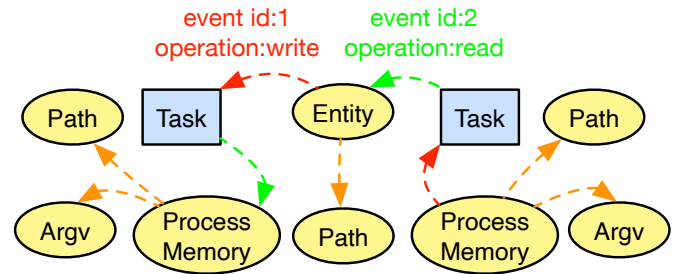 event id:1
operation:write
event id:2
operation:read
Path
Task
Entity
Task
Path
Argv
Process
Memory
Path
Process
Memory
Argv